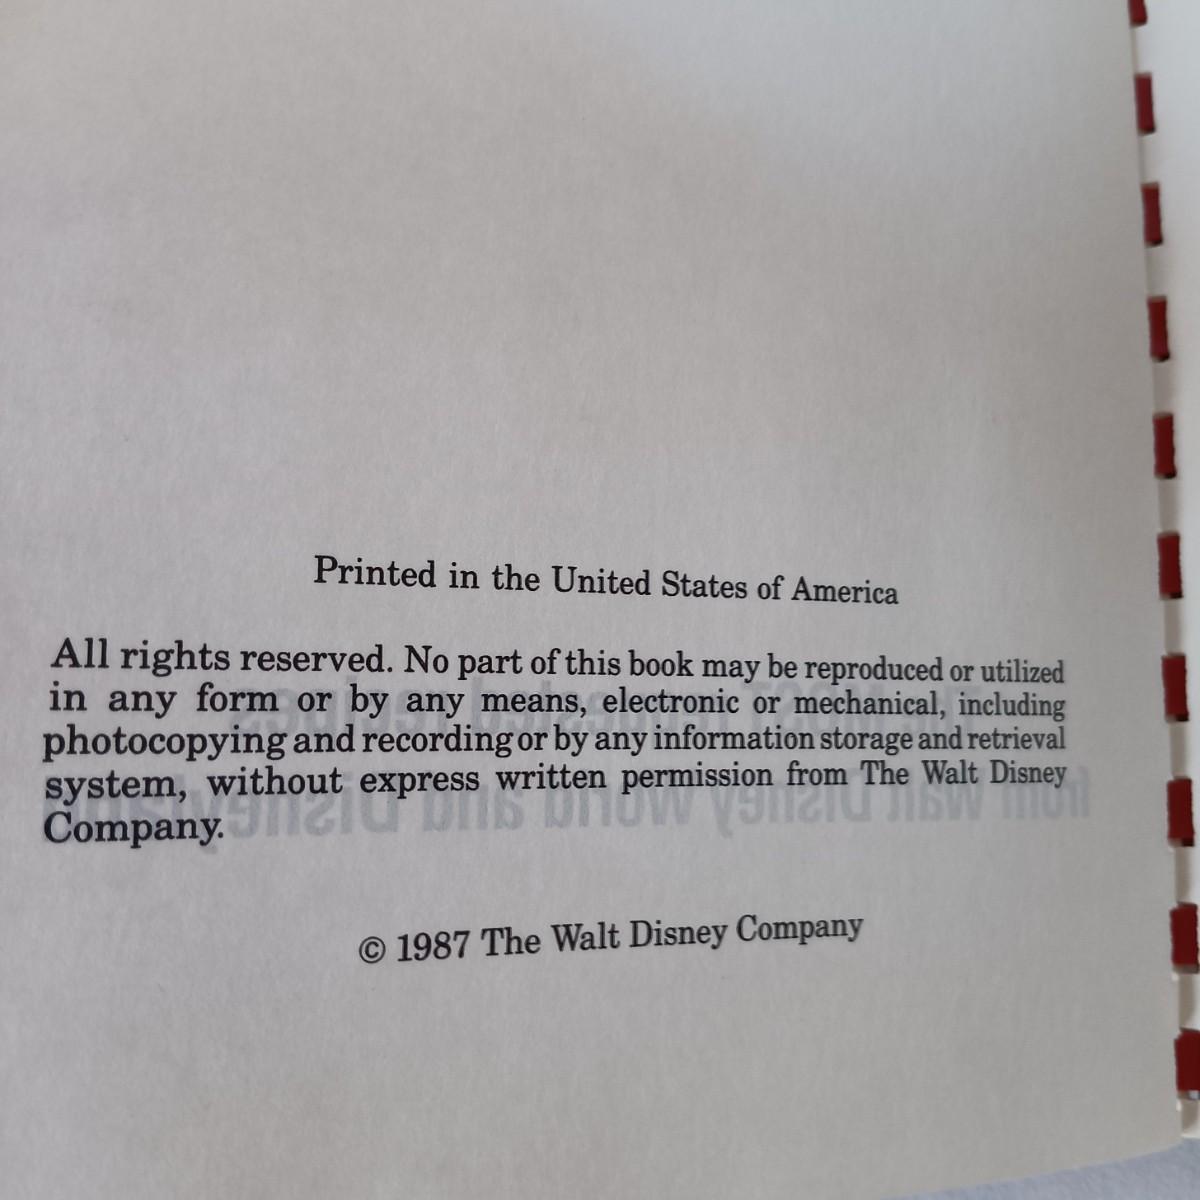 Printed in the United States of America
All rights reserved. No part of this book may be reproduced or utilized
in any form or by any means, electronic or mechanical, including
photocopying and recording or by any information storage and retrieval
system, without express written permission from The Walt Disney
Company.
© 1987 The Walt Disney Company